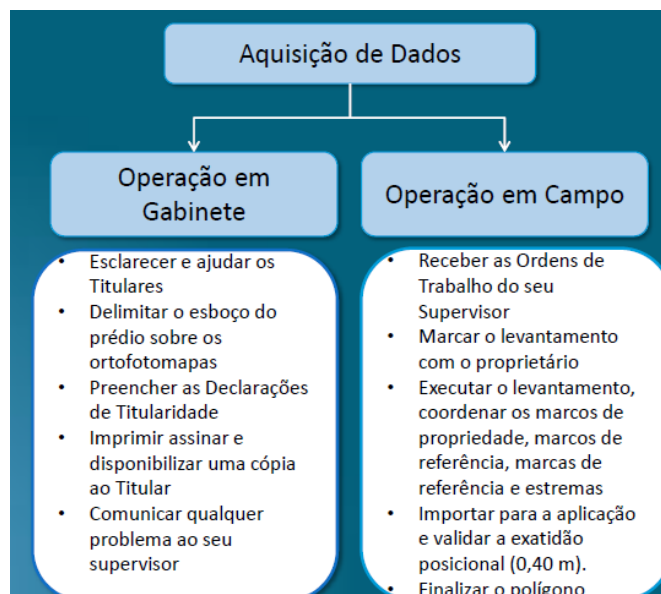 Aquisição de Dados
Operação em
Gabinete
• Esclarecer e ajudar os
Titulares
• Delimitar o esboço do
prédio sobre os
ortofotomapas
• Preencher as Declarações
de Titularidade
• Imprimir assinar e
disponibilizar uma cópia
ao Titular
• Comunicar qualquer
problema ao seu
supervisor
Operação em Campo
• Receber as Ordens de
Trabalho do seu
Supervisor
• Marcar o levantamento
com o proprietário
• Executar o levantamento,
coordenar os marcos de
propriedade, marcos de
referência, marcas de
referência e estremas
• Importar para a aplicação
e validar a exatidão
posicional (0,40 m).
• Finalizar o polígono